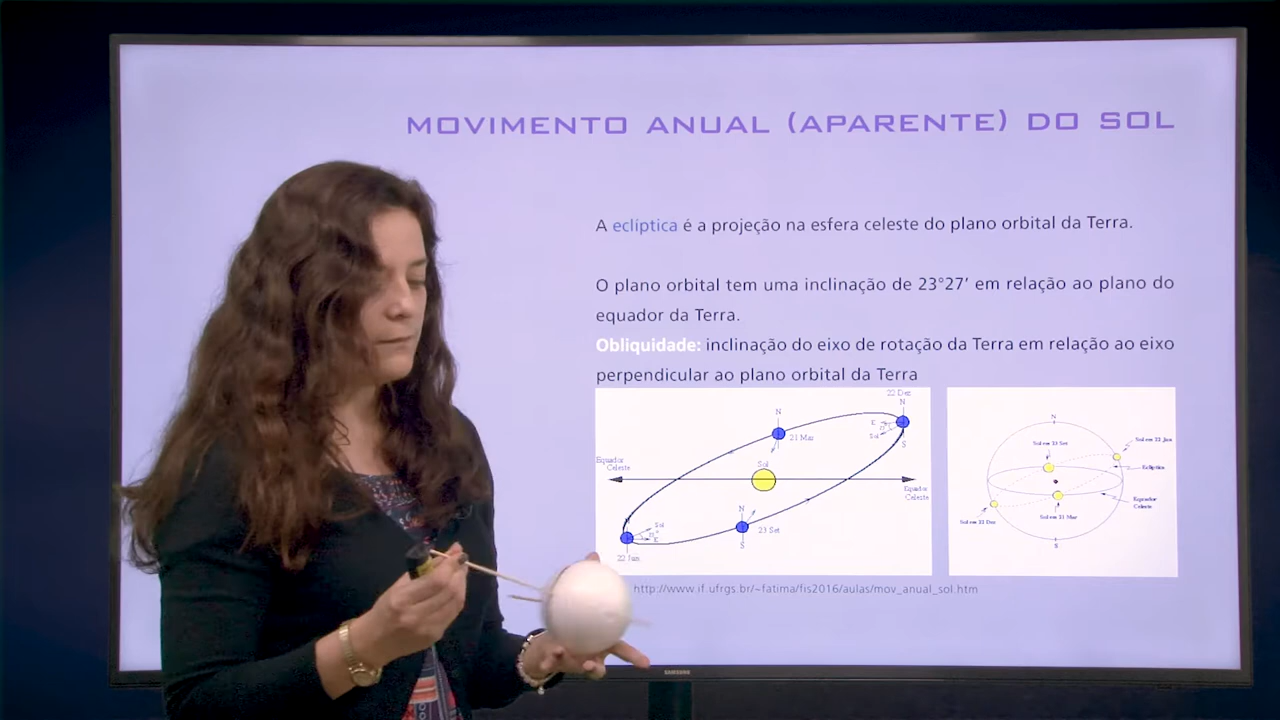 MOVIMENTO ANUAL (APARENTE) DO SOL
A eclíptica é a projeção na esfera celeste do plano orbital da Terra.
O plano orbital tem uma inclinação de 23°27' em relação ao plano do
equador da Terra.
Obliquidade: inclinação do eixo de rotação da Terra em relação ao eixo
perpendicular ao plano orbital da Terra
22 Dez
N
E
Sol
S
N
21 Mar
Equador
Celeste
Sol
Equador
Celeste
N
S
23 Set
N
Sol
E
22 Jun
N
Sol em 23 Set
Sol em 22 Jun
Eclíptica
Equador
Celeste
Sol em 21 Mar
Sol em 22 Dez
S
http://www.if.ufrgs.br/~fatima/fis2016/aulas/mov_anual_sol.htm
SAMSUNG